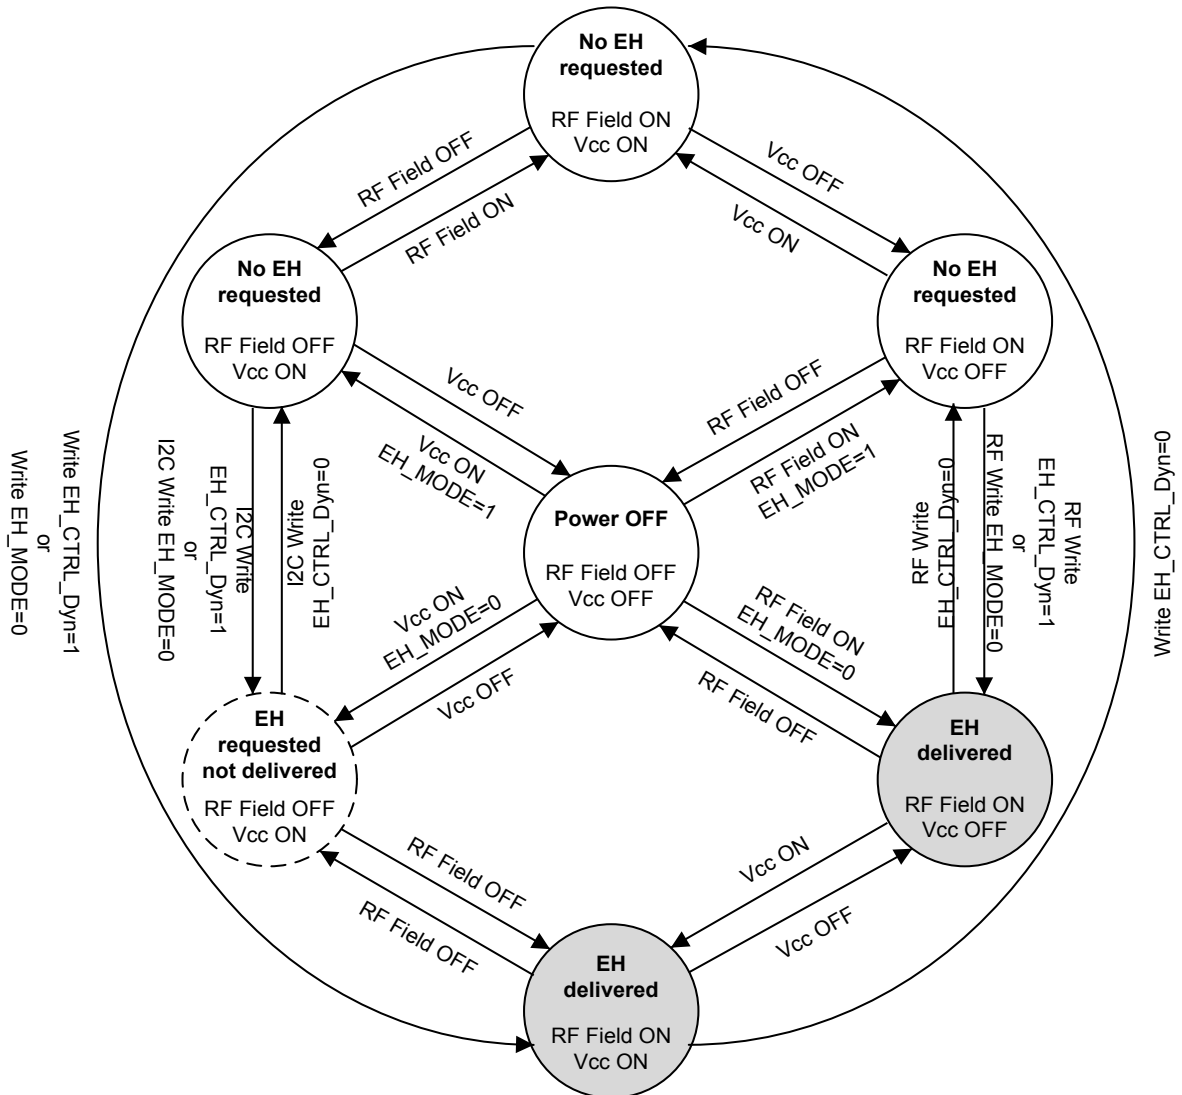 No EH
requested
RF Field ON
Vcc ON
RF Field OFF
RF Field ON
Vcc OFF
Vcc ON
No EH
requested
RF Field OFF
Vcc ON
No EH
requested
RF Field ON
Vcc OFF
Vcc OFF
Vcc ON
EH_MODE=1
RF Field OFF
RF Field ON
EH_MODE=1
Write EH_CTRL_Dyn=1
or
Write EH_MODE=0
I2C Write
EH_CTRL_Dyn=1
or
I2C Write EH_MODE=0
I2C Write
EH_CTRL_Dyn=0
Power OFF
RF Field OFF
Vcc OFF
RF Write
EH_CTRL_Dyn=0
RF Write
EH_CTRL_Dyn=1
or
RF Write EH_MODE=0
Write EH_CTRL_Dyn=0
Vcc ON
EH_MODE=0
Vcc OFF
RF Field ON
EH_MODE=0
RF Field OFF
EH
requested
not delivered
RF Field OFF
Vcc ON
EH
delivered
RF Field ON
Vcc OFF
RF Field OFF
RF Field OFF
Vcc ON
Vcc OFF
EH
delivered
RF Field ON
Vcc ON